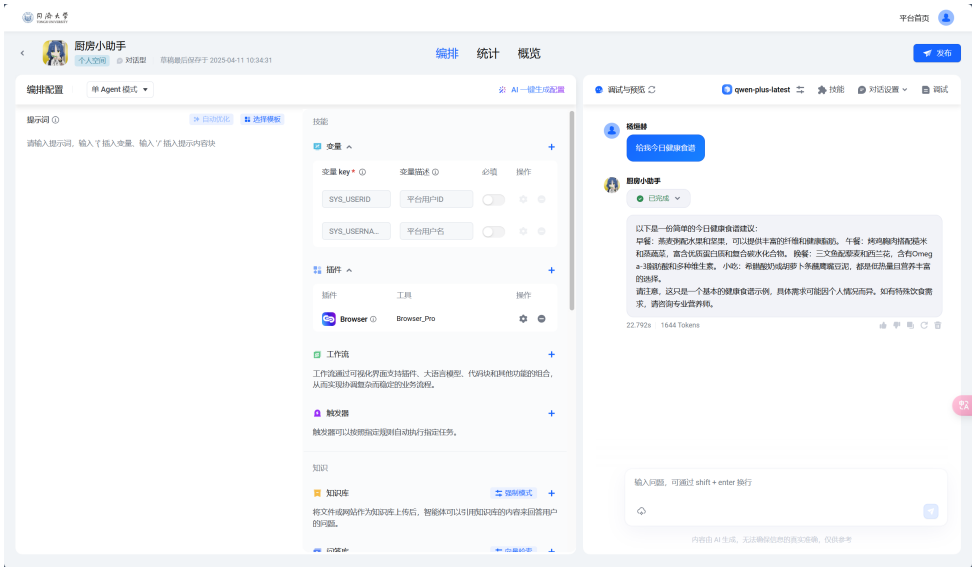 同济大学
TONGJI UNIVERSITY
平台首页
厨房小助手
个人空间 对话型 草稿最后保存于 2025-04-11 10:34:31
编排 统计 概览
发布
编排配置 单 Agent 模式
AI 一键生成配置
提示词 自动优化 选择模板
请输入提示词，输入 '{' 插入变量，输入 '/' 插入提示内容块
技能
变量
变量 key* 变量描述 必填 操作
SYS_USERID 平台用户ID
SYS_USERNA... 平台用户名
插件
插件 工具 操作
Browser Browser_Pro
工作流
工作流通过可视化界面支持插件、大语言模型、代码块和其他功能的组合，
从而实现协调复杂而稳定的业务流程。
触发器
触发器可以按照指定规则自动执行指定任务。
知识
知识库 强制模式
将文件或网站作为知识库上传后，智能体可以引用知识库的内容来回答用户
的问题。
问答库 向量检索
调试与预览 qwen-plus-latest 技能 对话设置 调试
杨烜赫
给我今日健康食谱
厨房小助手
已完成
以下是一份简单的今日健康食谱建议：
早餐：燕麦粥配水果和坚果，可以提供丰富的纤维和健康脂肪。 午餐：烤鸡胸肉搭配糙米
和蒸蔬菜，富含优质蛋白质和复合碳水化合物。 晚餐：三文鱼配藜麦和西兰花，含有Omeg
a-3脂肪酸和多种维生素。 小吃：希腊酸奶或胡萝卜条蘸鹰嘴豆泥，都是低热量且营养丰富
的选择。
请注意，这只是一个基本的健康食谱示例，具体需求可能因个人情况而异。如有特殊饮食需
求，请咨询专业营养师。
22.792s 1644 Tokens
输入问题，可通过 shift + enter 换行
内容由 AI 生成，无法确保信息的真实准确，仅供参考